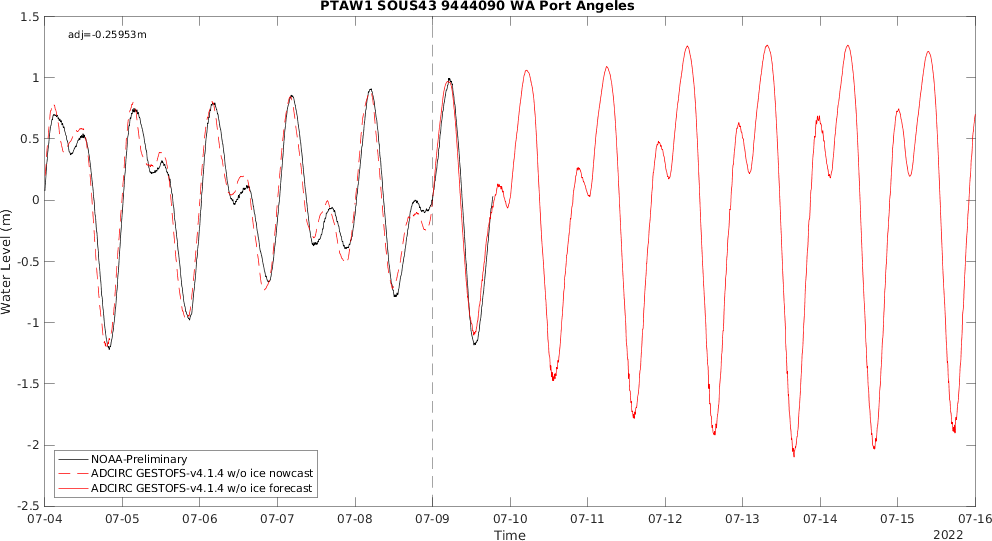 PTAW1 SOUS43 9444090 WA Port Angeles
adj=-0.25953m
1.5
1
0.5
0
-0.5
-1
-1.5
-2
-2.5
Water Level (m)
NOAA-Preliminary
ADCIRC GESTOFS-v4.1.4 w/o ice nowcast
ADCIRC GESTOFS-v4.1.4 w/o ice forecast
07-04 07-05 07-06 07-07 07-08 07-09 07-10 07-11 07-12 07-13 07-14 07-15 07-16
Time
2022